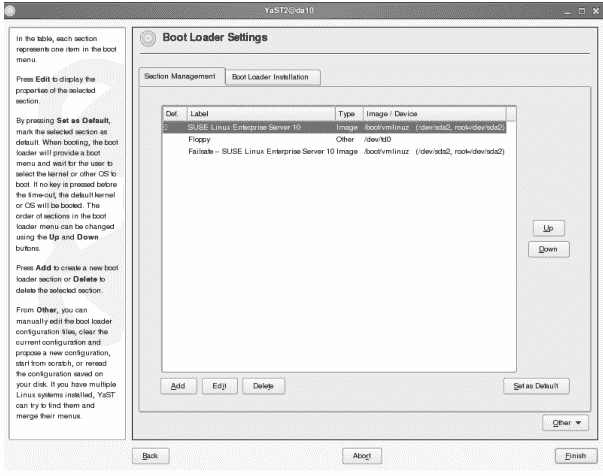 YaST2@da10
In the table, each section
represents one item in the boot
menu.
Press Edit to display the
properties of the selected
section.
By pressing Set as Default,
mark the selected section as
default. When booting, the boot
loader will provide a boot
menu and wait for the user to
select the kernel or other OS to
boot. If no key is pressed before
the time-out, the default kernel
or OS will be booted. The
order of sections in the boot
loader menu can be changed
using the Up and Down
buttons.
Press Add to create a new boot
loader section or Delete to
delete the selected section.
From Other, you can
manually edit the boot loader
configuration files, clear the
current configuration and
propose a new configuration,
start from scratch, or reread
the configuration saved on
your disk. If you have multiple
Linux systems installed, YaST
can try to find them and
merge their menus.
Boot Loader Settings
Section Management Boot Loader Installation
Def. Label Type Image / Device
SUSE Linux Enterprise Server 10 Image /boot/vmlinuz (/dev/sda2, root=/dev/sda2)
Floppy Other /dev/fd0
Failsafe -- SUSE Linux Enterprise Server 10 Image /boot/vmlinuz (/dev/sda2, root=/dev/sda2)
Up
Down
Add Edit Delete Set as Default
Other
Back Abort Finish